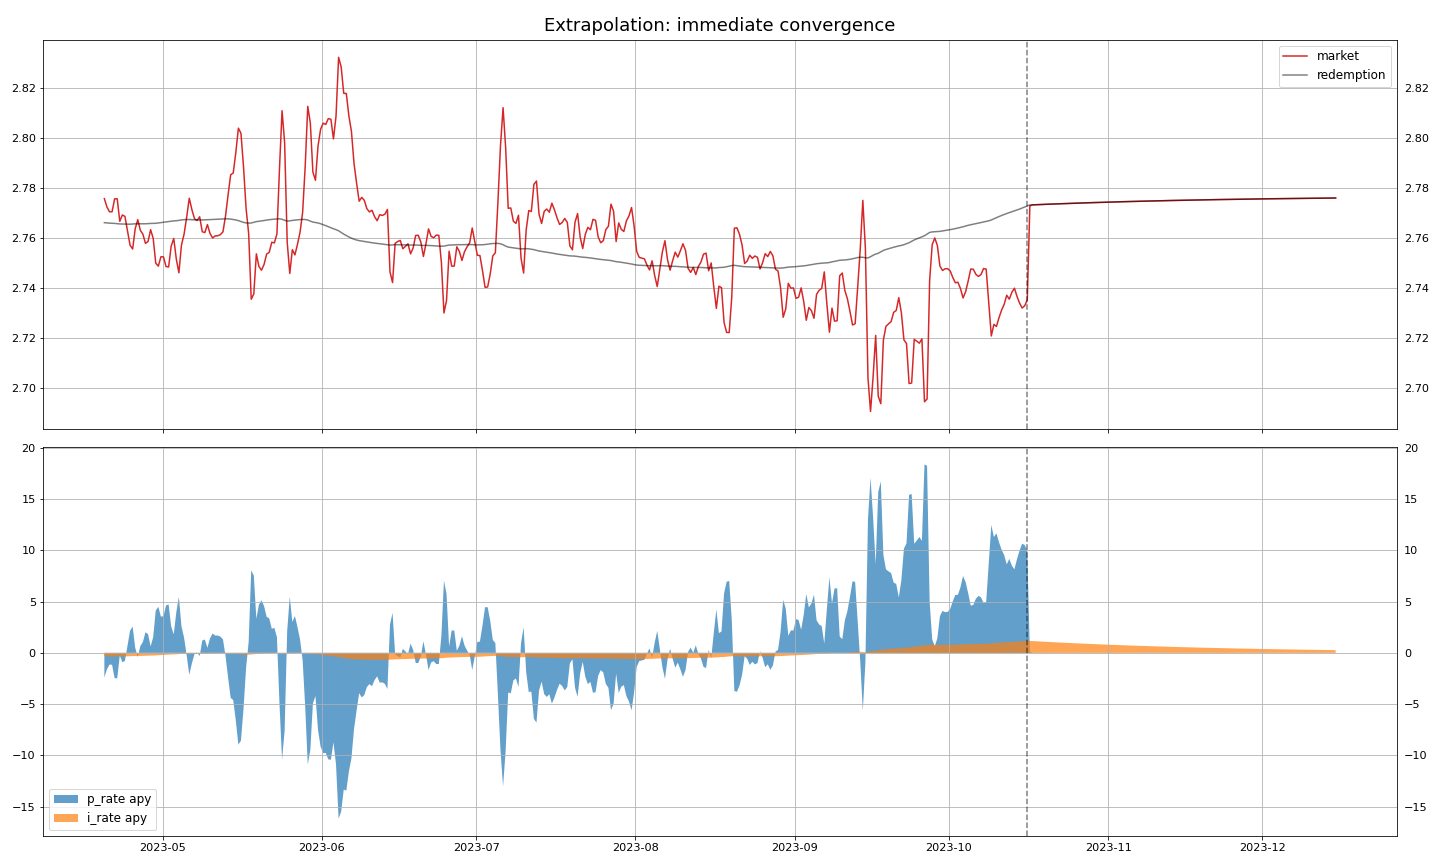 Extrapolation: immediate convergence
market
redemption
2.82 2.82
2.80 2.80
2.78 2.78
2.76 2.76
2.74 2.74
2.72 2.72
2.70 2.70
20 20
15 15
10 10
5 5
0 0
−5 −5
−10 −10
−15 −15
p_rate apy
i_rate apy
2023-05 2023-06 2023-07 2023-08 2023-09 2023-10 2023-11 2023-12